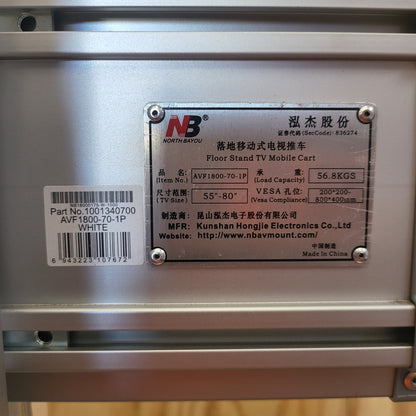 NB
NORTH BAYOU
泓杰股份
证券代码(SecCode): 836274
落地移动式电视推车
Floor Stand TV Mobile Cart
品 名: AVF1800-70-1P 承 重: 56.8KGS
(Item No.) (Load Capacity)
尺寸范围: 55"-80" VESA 孔位: 200*200-
(TV Size) (Vesa Compliance) 800*400mm
制造商: 昆山泓杰电子股份有限公司
MFR: Kunshan Hongjie Electronics Co.,Ltd
Website: http://www.nbavmount.com/
中国制造
Made In China
Part No.1001340700
AVF1800-70-1P
WHITE
6 943223 107672